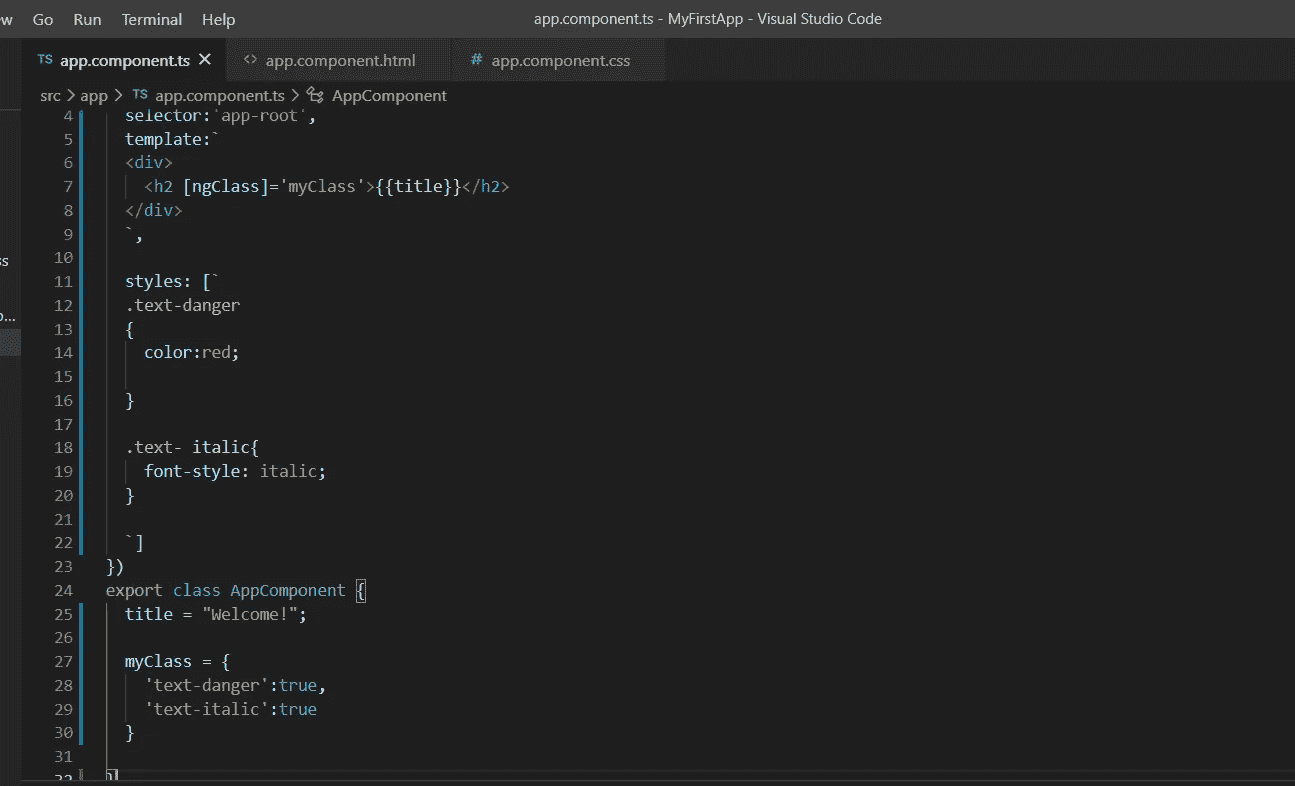 w Go Run Terminal Help app.component.ts - MyFirstApp - Visual Studio Code
TS app.component.ts × <> app.component.html # app.component.css
src > app > TS app.component.ts > AppComponent
4 selector:'app-root',
5 template:`
6 <div>
7 <h2 [ngClass]='myClass'>{{title}}</h2>
8 </div>
9 `,
10
11 styles: [`
12 .text-danger
13 {
14 color:red;
15
16 }
17
18 .text- italic{
19 font-style: italic;
20 }
21
22 `]
23 })
24 export class AppComponent {
25 title = "Welcome!";
26
27 myClass = {
28 'text-danger':true,
29 'text-italic':true
30 }
31
32 }
ss
o...